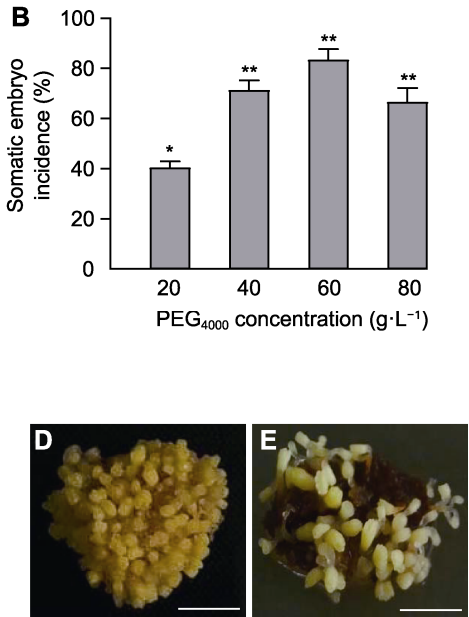 B
Somatic embryo
incidence (%)
100
80
60
40
20
0
*
**
**
**
20 40 60 80
PEG4000 concentration (g·L⁻¹)
D E